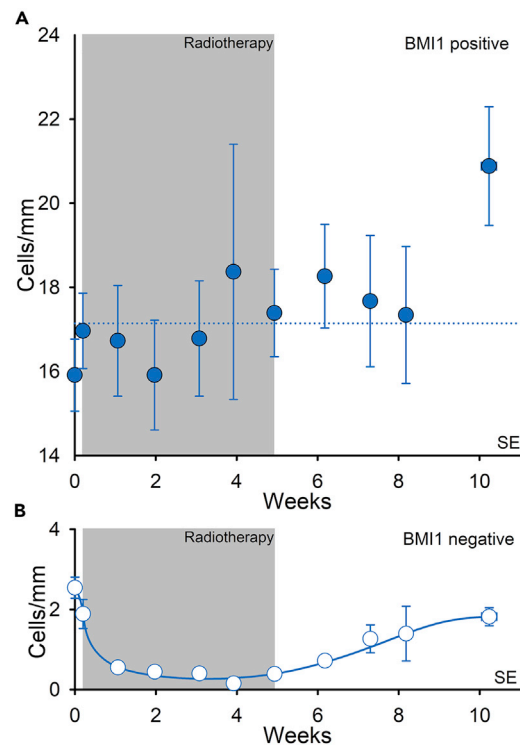 A
24
22
20
18
16
14
Cells/mm
Radiotherapy
BMI1 positive
SE
0 2 4 6 8 10
Weeks
B
4
2
0
Cells/mm
Radiotherapy
BMI1 negative
SE
0 2 4 6 8 10
Weeks